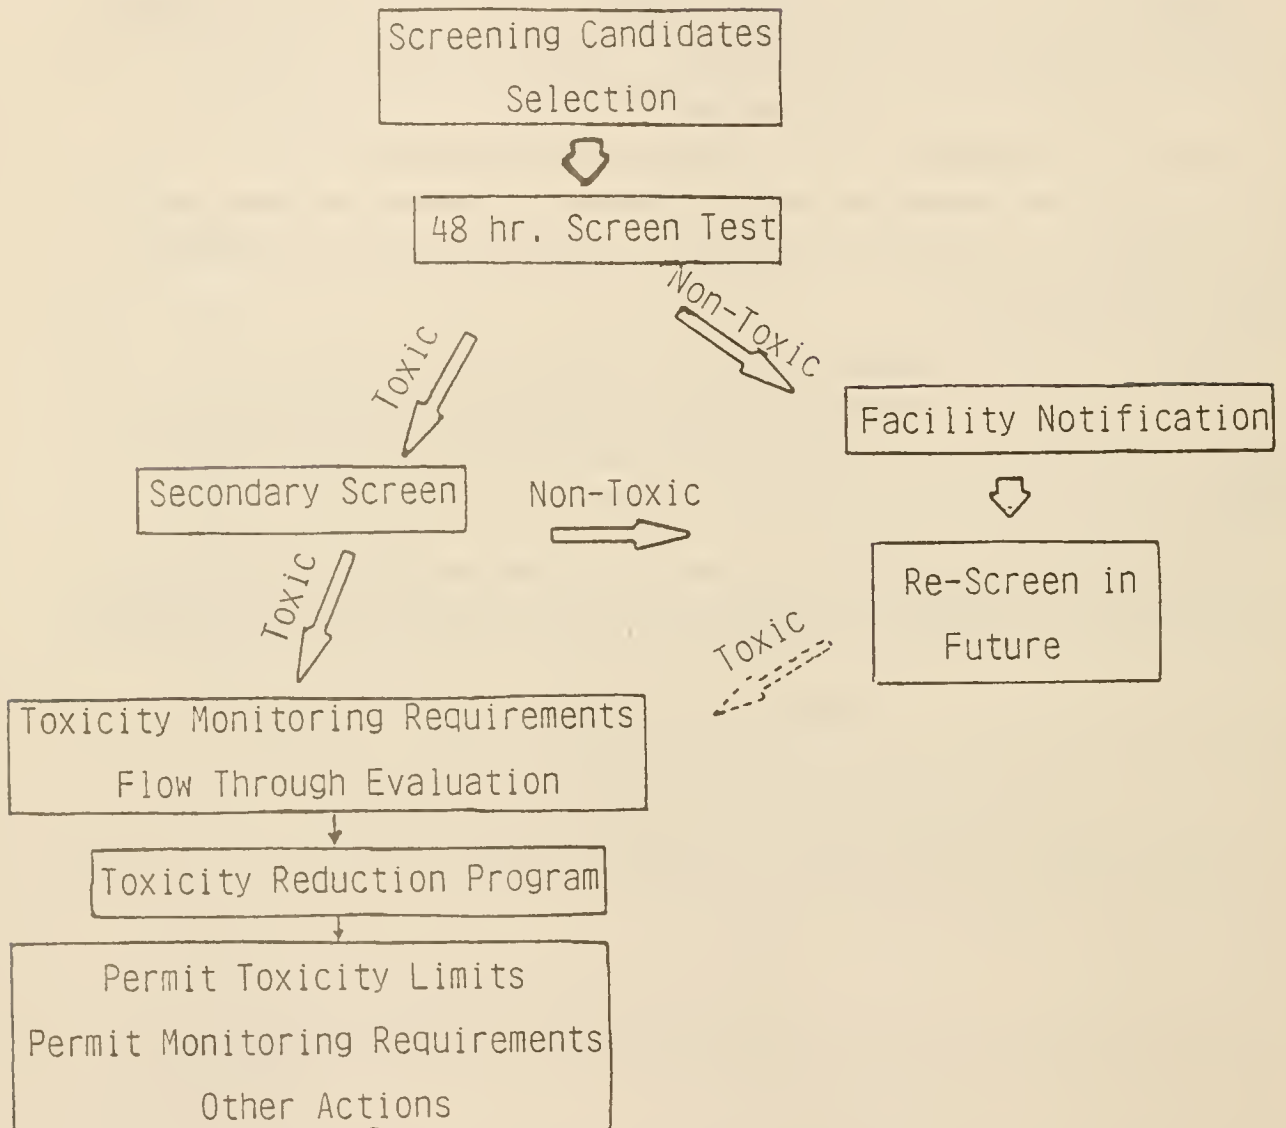 Screening Candidates
Selection
48 hr. Screen Test
Non-Toxic
Toxic
Facility Notification
Secondary Screen
Non-Toxic
Re-Screen in
Future
Toxic
Toxic
Toxicity Monitoring Requirements
Flow Through Evaluation
Toxicity Reduction Program
Permit Toxicity Limits
Permit Monitoring Requirements
Other Actions